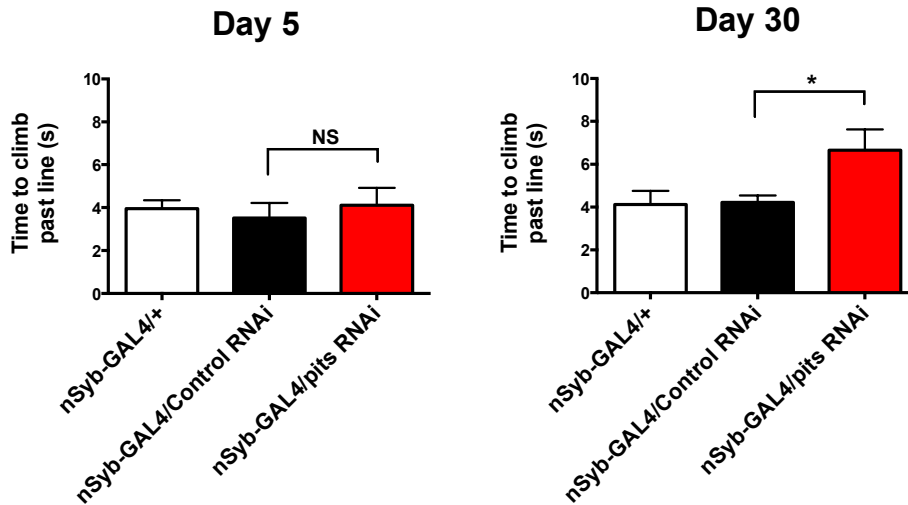 Day 5
Time to climb
past line (s)
10
8
6
4
2
0
NS
nSyb-GAL4/+
nSyb-GAL4/Control RNAi
nSyb-GAL4/pits RNAi
Day 30
Time to climb
past line (s)
10
8
6
4
2
0
*
nSyb-GAL4/+
nSyb-GAL4/Control RNAi
nSyb-GAL4/pits RNAi